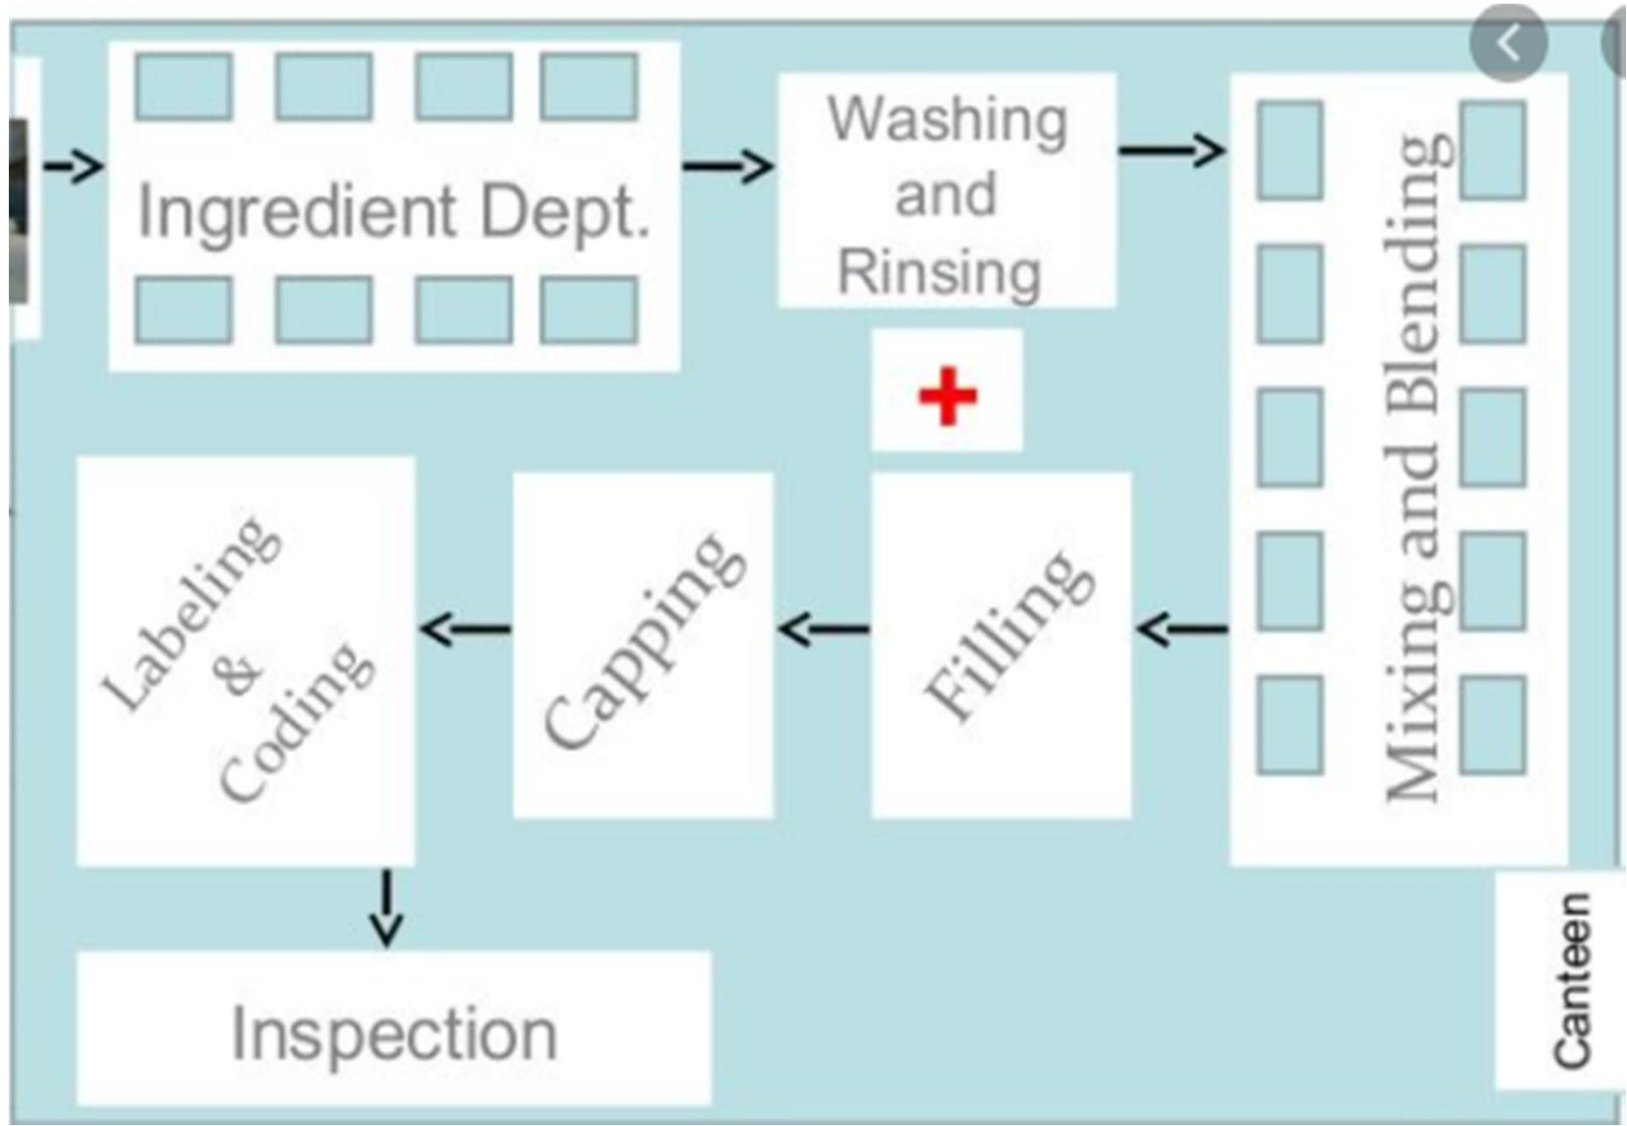 Ingredient Dept.
Washing
and
Rinsing
Mixing and Blending
Filling
Capping
Labeling
&
Coding
Inspection
Canteen